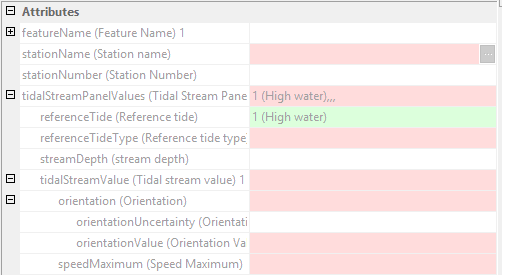 Attributes
featureName (Feature Name) 1
stationName (Station name)
...
stationNumber (Station Number)
tidalStreamPanelValues (Tidal Stream Pane 1 (High water),,,
referenceTide (Reference tide) 1 (High water)
referenceTideType (Reference tide type,
streamDepth (stream depth)
tidalStreamValue (Tidal stream value) 1
orientation (Orientation)
orientationUncertainty (Orientati
orientationValue (Orientation Va
speedMaximum (Speed Maximum)